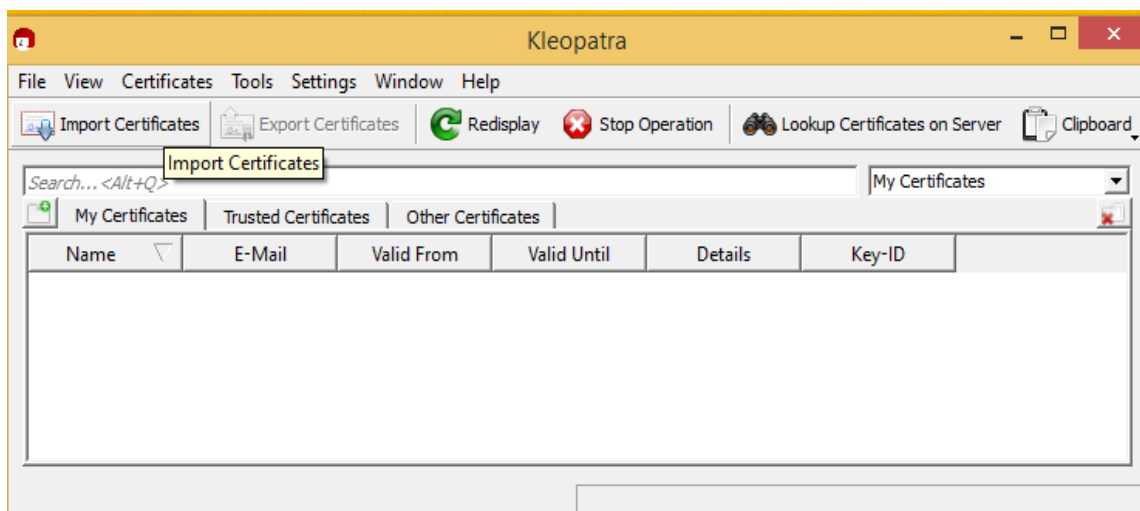 Kleopatra
File View Certificates Tools Settings Window Help
Import Certificates Export Certificates Redisplay Stop Operation Lookup Certificates on Server Clipboard
Import Certificates
Search... <Alt+Q> My Certificates
My Certificates Trusted Certificates Other Certificates
Name E-Mail Valid From Valid Until Details Key-ID